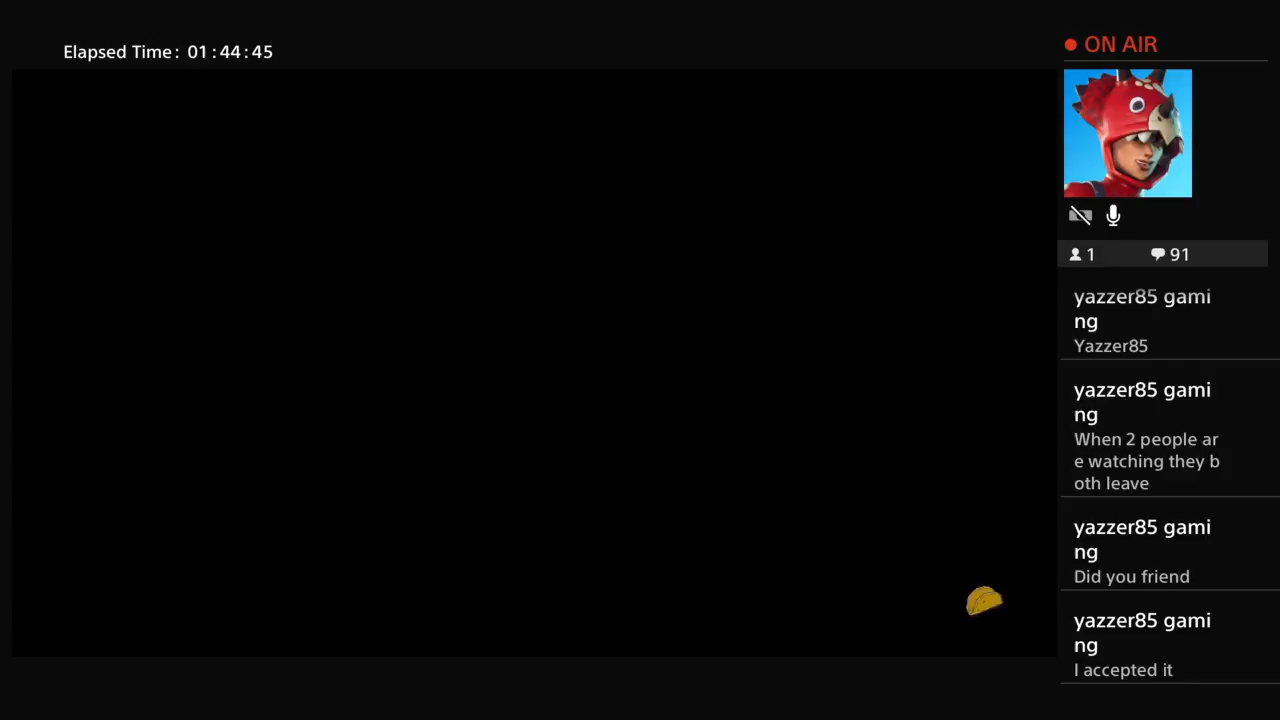 Elapsed Time: 01:44:45
ON AIR
1 91
yazzer85 gami
ng
Yazzer85
yazzer85 gami
ng
When 2 people ar
e watching they b
oth leave
yazzer85 gami
ng
Did you friend
yazzer85 gami
ng
I accepted it